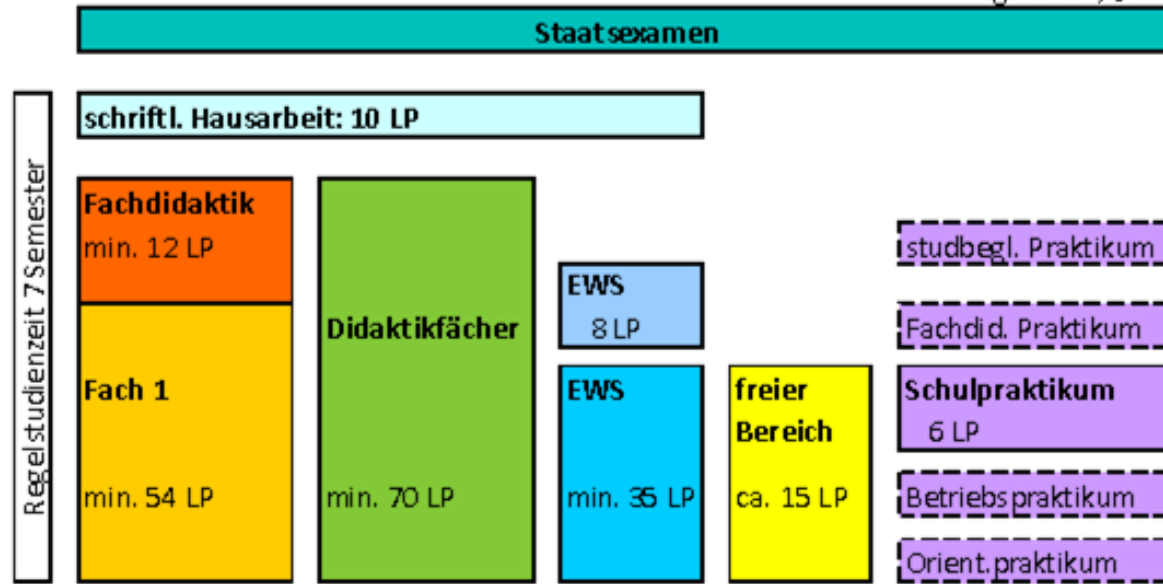 Staatsexamen
schriftl. Hausarbeit: 10 LP
Regelstudienzeit 7 Semester
Fachdidaktik
min. 12 LP
Fach 1
min. 54 LP
Didaktikfächer
min. 70 LP
EWS
8 LP
EWS
min. 35 LP
freier
Bereich
ca. 15 LP
studbegl. Praktikum
Fachdid. Praktikum
Schulpraktikum
6 LP
Betriebspraktikum
Orient.praktikum